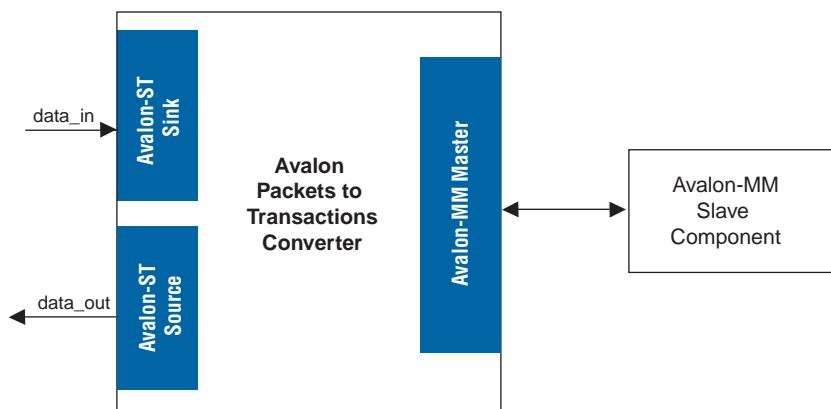 data_in
Avalon-ST
Sink
data_out
Avalon-ST
Source
Avalon
Packets to
Transactions
Converter
Avalon-MM Master
Avalon-MM
Slave
Component